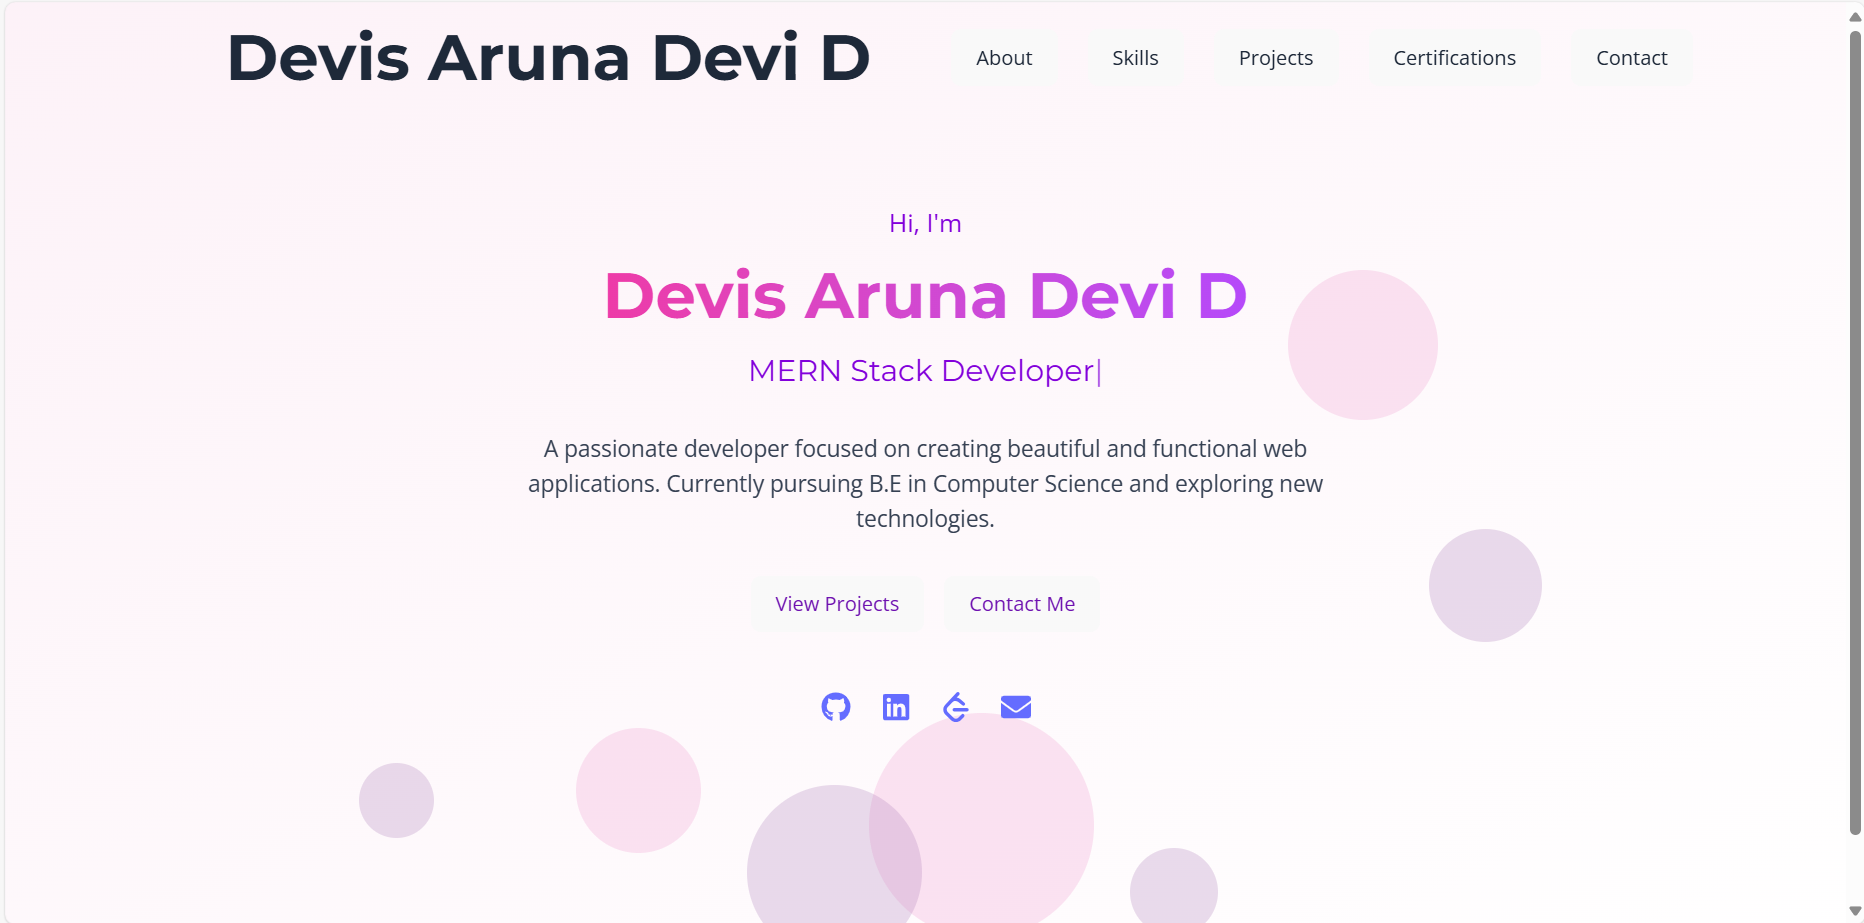 Devis Aruna Devi D
About
Skills
Projects
Certifications
Contact
Hi, I'm
Devis Aruna Devi D
MERN Stack Developer|
A passionate developer focused on creating beautiful and functional web
applications. Currently pursuing B.E in Computer Science and exploring new
technologies.
View Projects
Contact Me